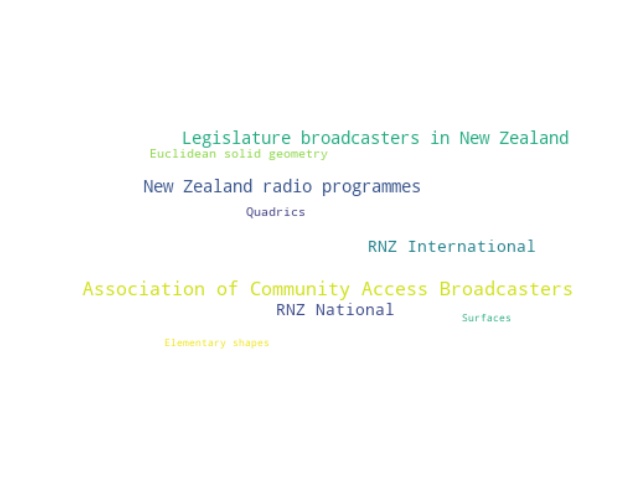 Legislature broadcasters in New Zealand
Euclidean solid geometry
New Zealand radio programmes
Quadrics
RNZ International
Association of Community Access Broadcasters
RNZ National
Surfaces
Elementary shapes